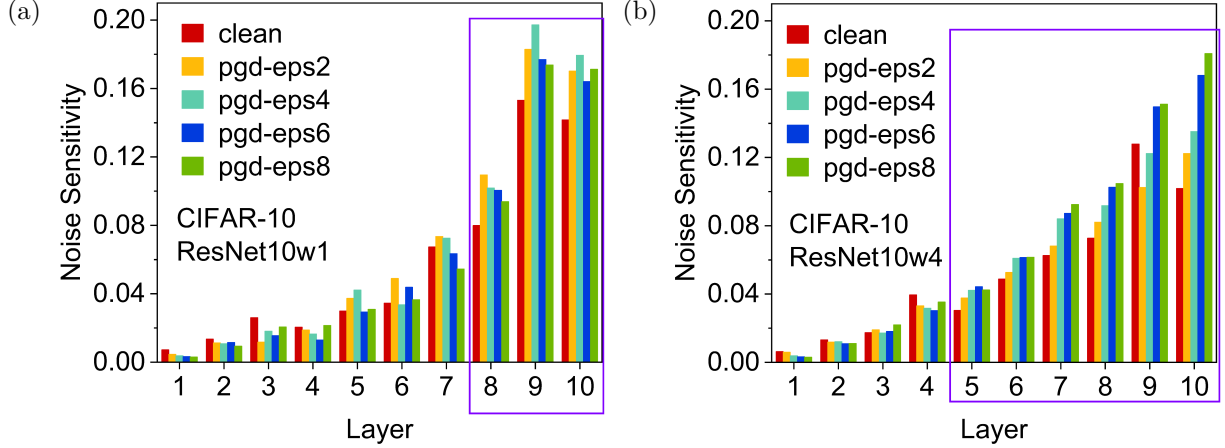 (a)
Noise Sensitivity
0.20
0.16
0.12
0.08
0.04
0.00
clean
pgd-eps2
pgd-eps4
pgd-eps6
pgd-eps8
CIFAR-10
ResNet10w1
1 2 3 4 5 6 7 8 9 10
Layer
(b)
Noise Sensitivity
0.20
0.16
0.12
0.08
0.04
0.00
clean
pgd-eps2
pgd-eps4
pgd-eps6
pgd-eps8
CIFAR-10
ResNet10w4
1 2 3 4 5 6 7 8 9 10
Layer